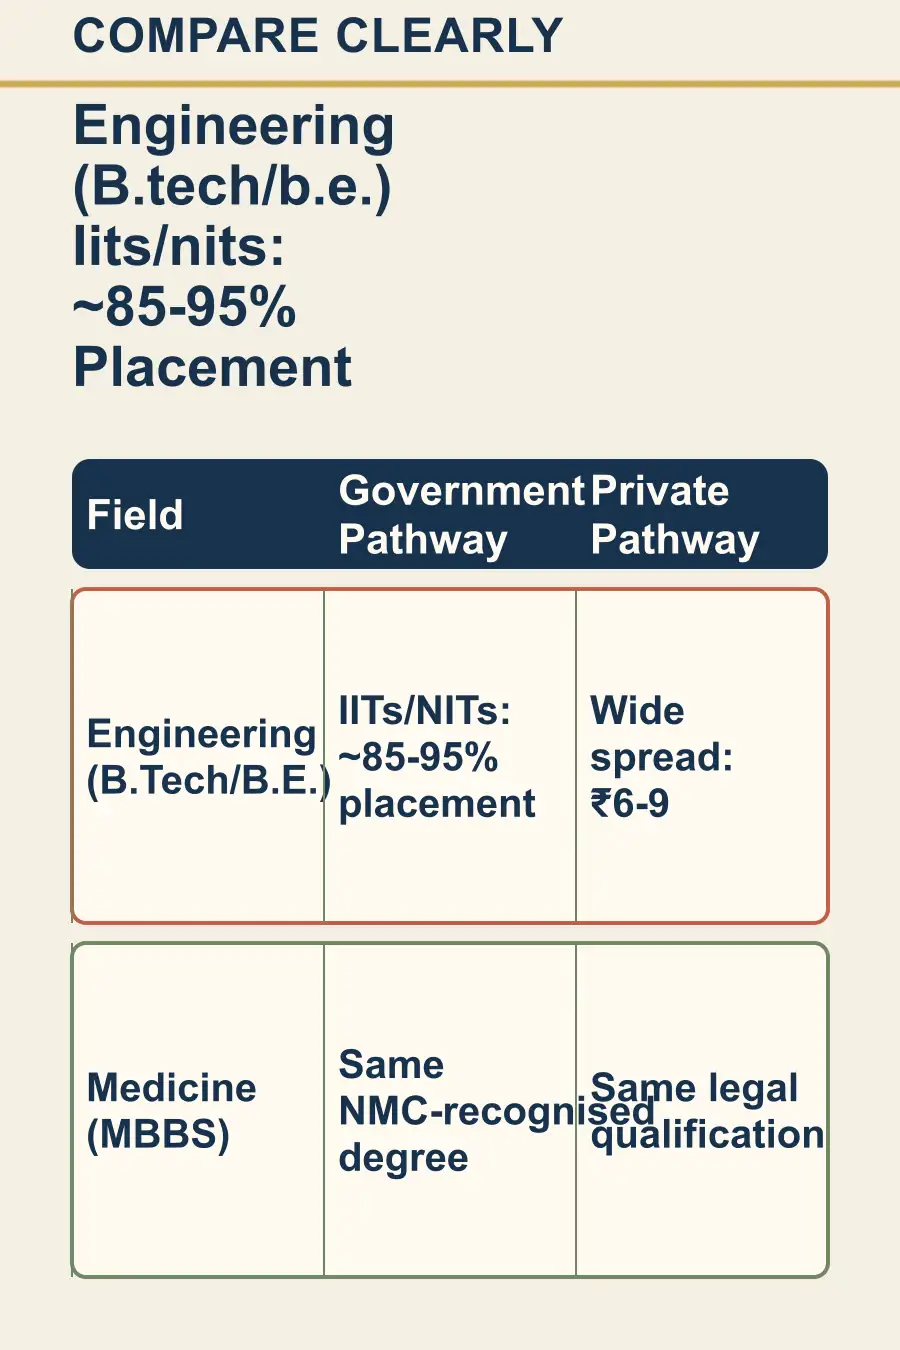 COMPARE CLEARLY
Engineering
(B.tech/b.e.)
Iits/nits:
~85-95%
Placement
Field
Government
Pathway
Private
Pathway
Engineering
(B.Tech/B.E.)
IITs/NITs:
~85-95%
placement
Wide
spread:
₹6-9
Medicine
(MBBS)
Same
NMC-recognised
degree
Same legal
qualification